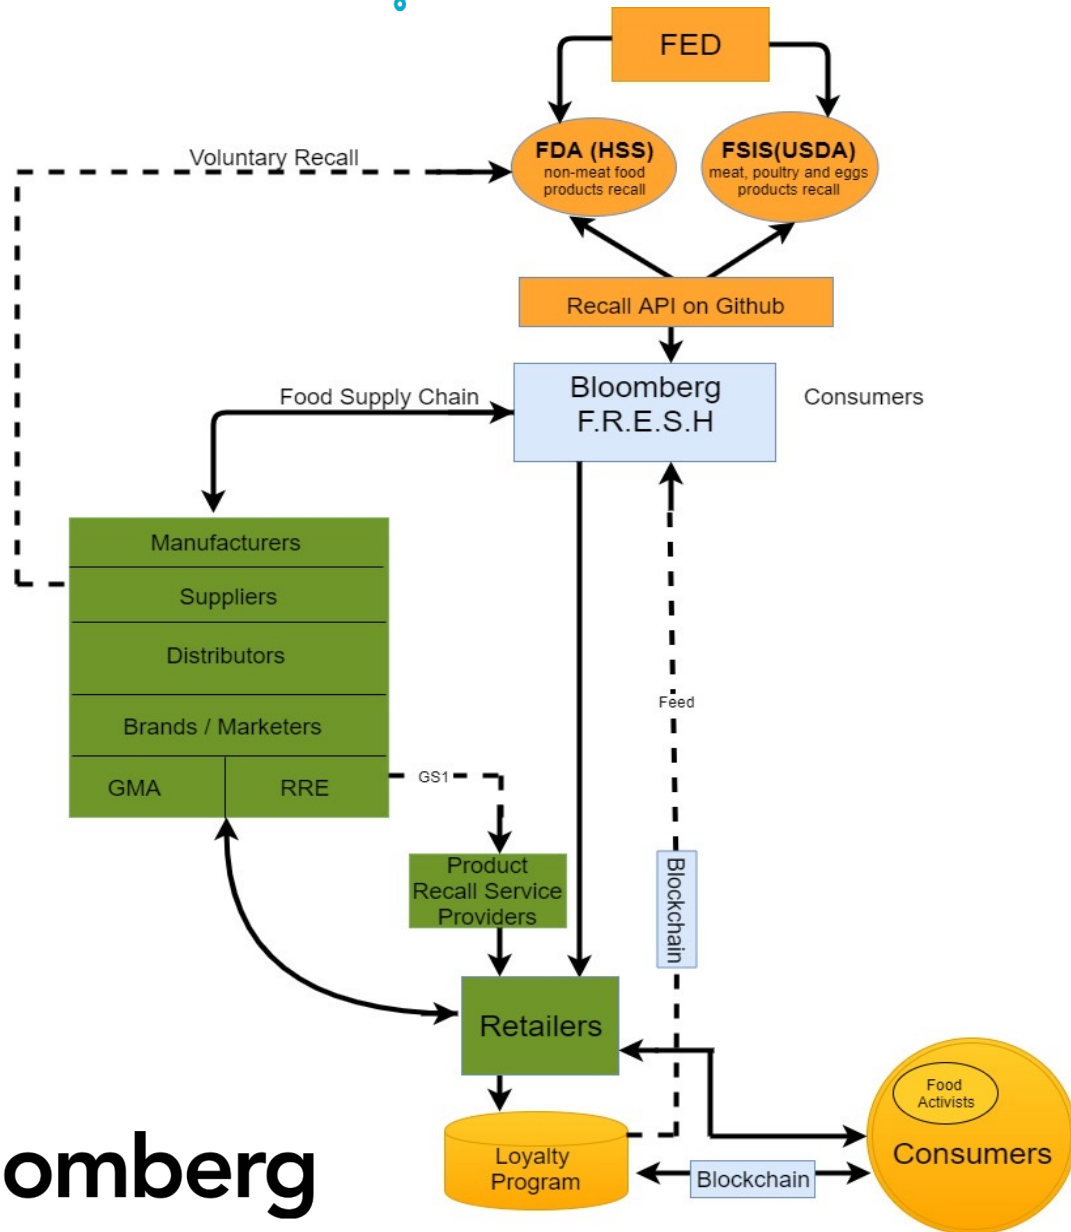 FED
FDA (HSS)
non-meat food
products recall
FSIS(USDA)
meat, poultry and eggs
products recall
Voluntary Recall
Recall API on Github
Bloomberg
F.R.E.S.H
Food Supply Chain
Consumers
Manufacturers
Suppliers
Distributors
Brands / Marketers
GMA
RRE
GS1
Feed
Product
Recall Service
Providers
Blockchain
Retailers
Food
Activists
Consumers
Loyalty
Program
Blockchain
omberg